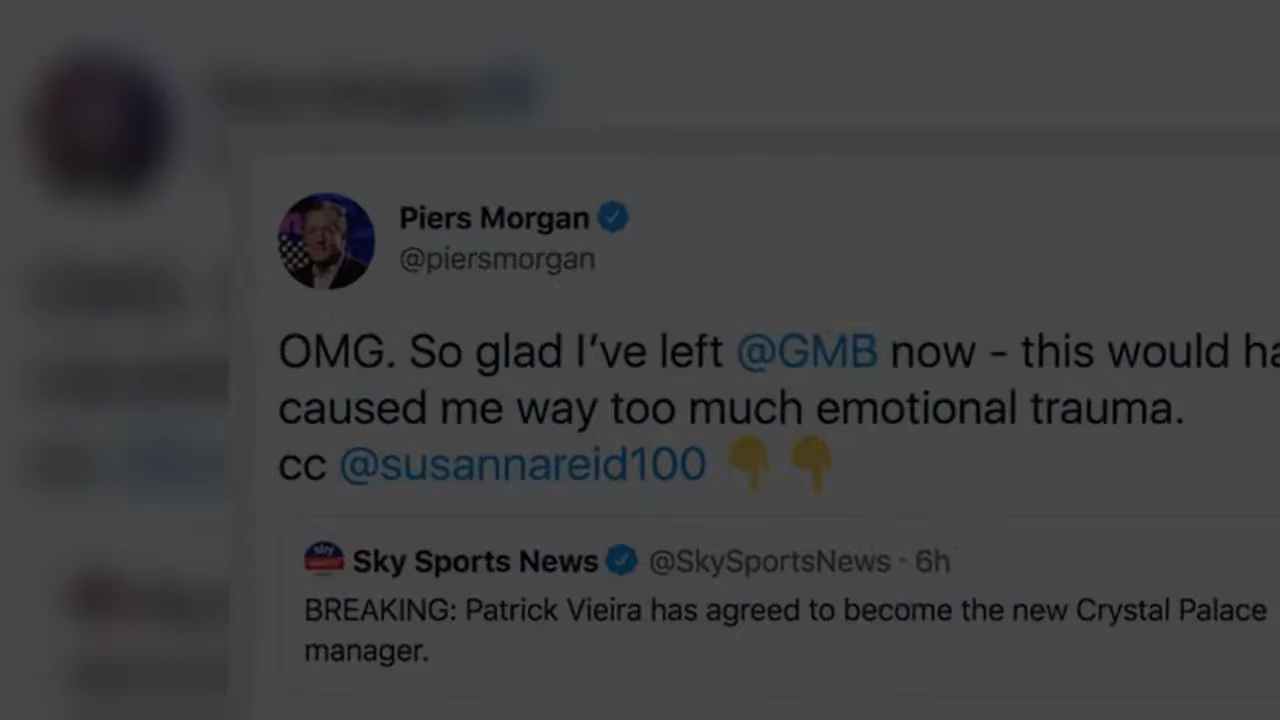 Piers Morgan
@piersmorgan
OMG. So glad I've left @GMB now - this would ha
caused me way too much emotional trauma.
cc @susannareid100 👇👇
sky
Sky Sports News @SkySportsNews · 6h
BREAKING: Patrick Vieira has agreed to become the new Crystal Palace
manager.